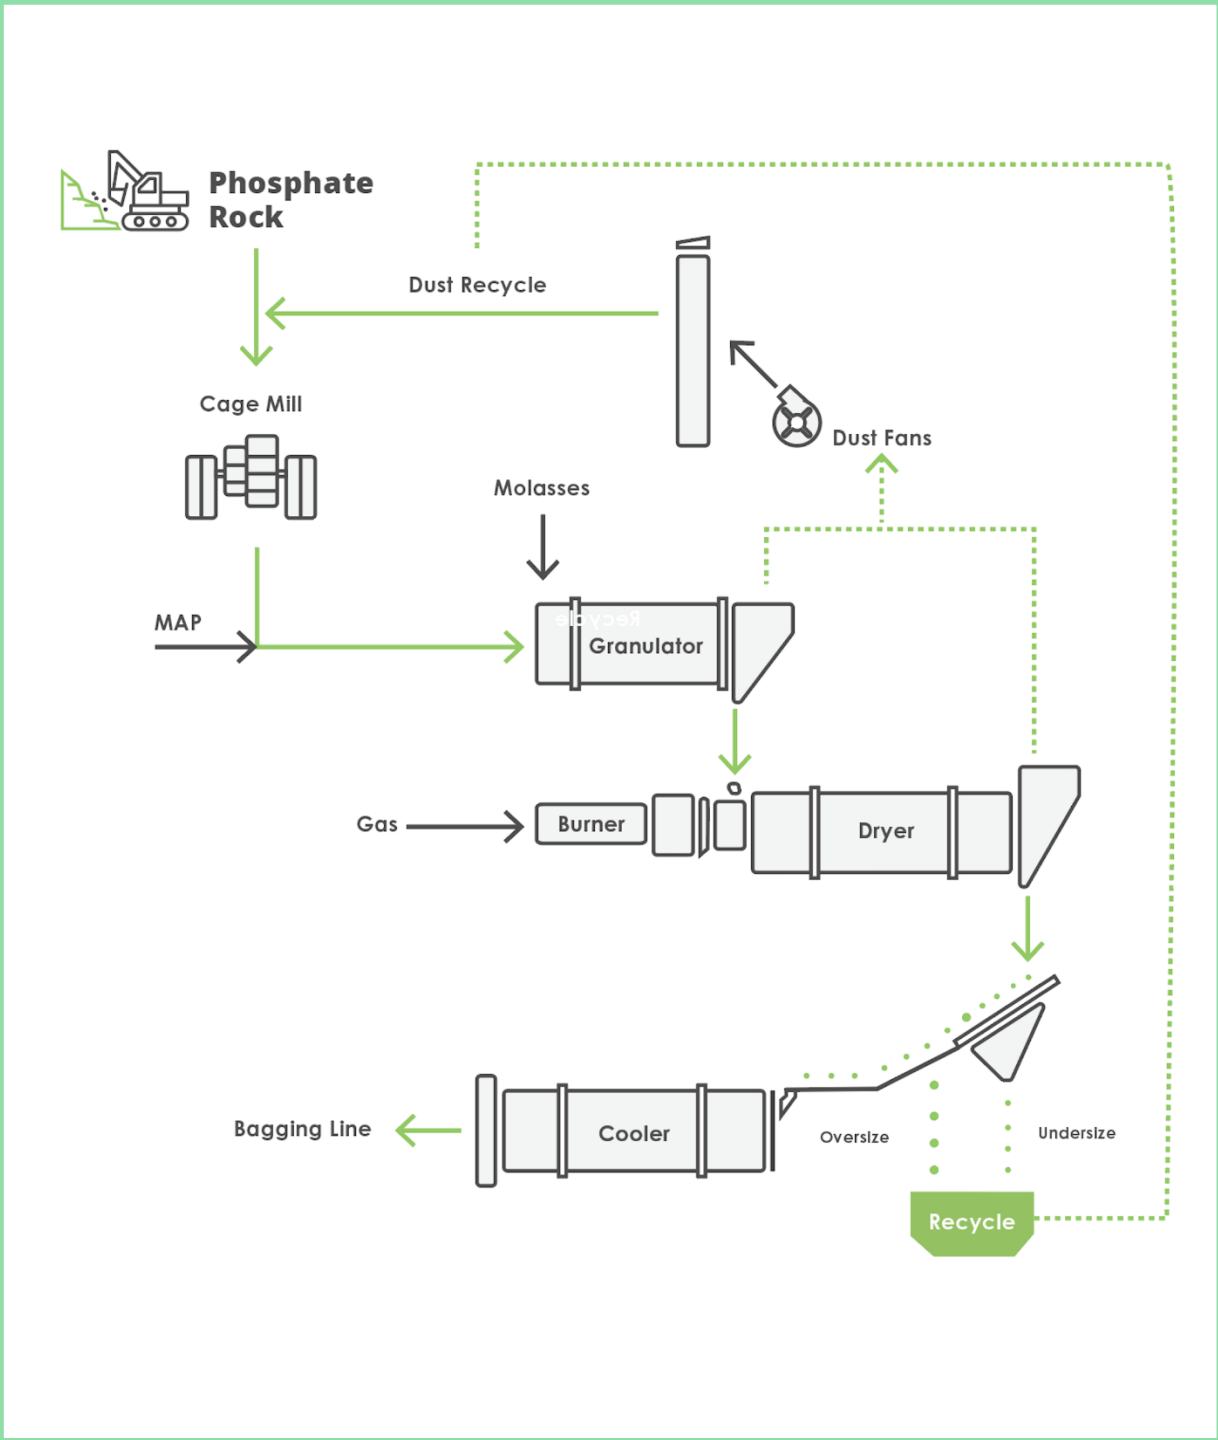 Phosphate
Rock
Dust Recycle
Cage Mill
Dust Fans
Molasses
MAP
Recycle
Granulator
Gas
Burner
Dryer
Bagging Line
Cooler
Oversize
Undersize
Recycle